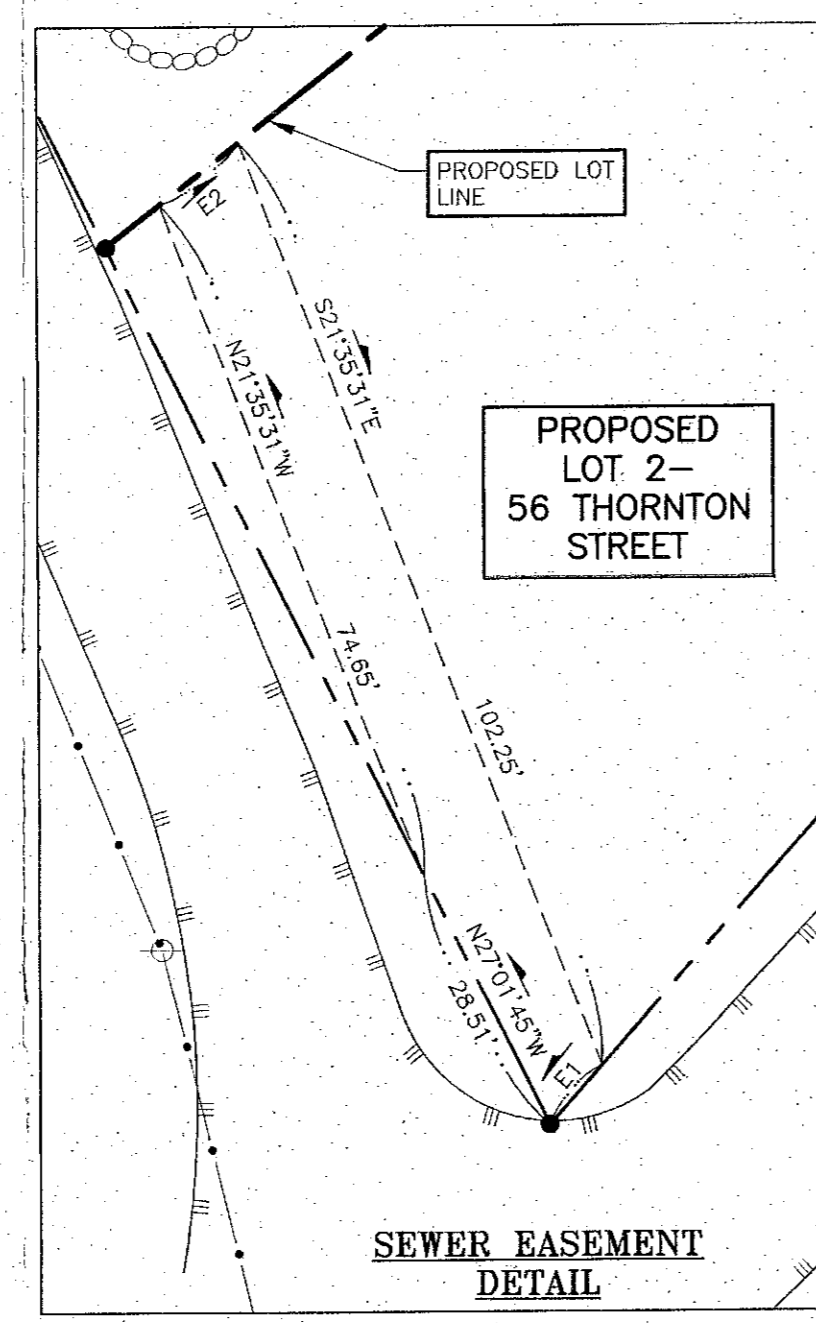 PROPOSED LOT
LINE
E2
S21°35'31"E
N21°35'31"W
PROPOSED
LOT 2–
56 THORNTON
STREET
74.65'
102.25'
N27°01'45"W
28.51'
E1
SEWER EASEMENT
DETAIL